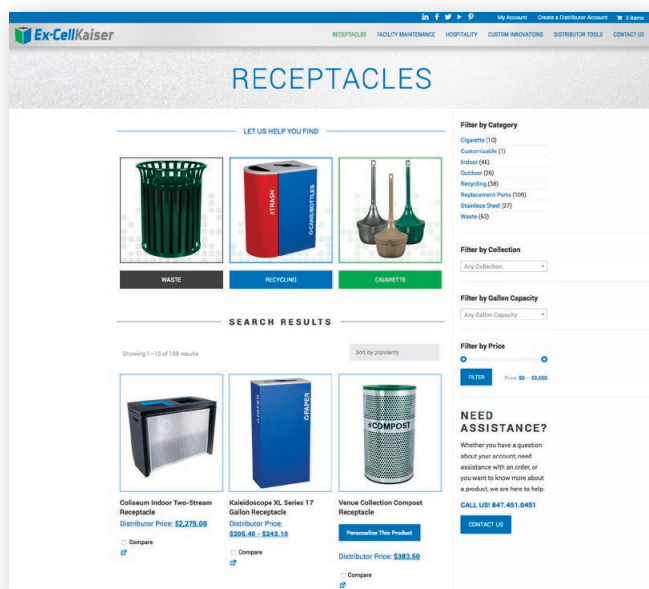 My Account Create a Distributor Account 0 items
Ex-CellKaiser
RECEPTACLES FACILITY MAINTENANCE HOSPITALITY CUSTOM INNOVATIONS DISTRIBUTOR TOOLS CONTACT US
RECEPTACLES
LET US HELP YOU FIND
TRASH
CANS/BOTTLES
WASTE
RECYCLING
CIGARETTE
SEARCH RESULTS
Showing 1–15 of 188 results
Sort by popularity
PAPER
PAPER
COMPOST
Coliseum Indoor Two-Stream
Receptacle
Distributor Price: $2,275.00
Compare
Kaleidoscope XL Series 17
Gallon Receptacle
Distributor Price:
$205.46 - $243.10
Compare
Venue Collection Compost
Receptacle
Personalize This Product
Distributor Price: $383.50
Compare
Filter by Category
Cigarette (10)
Customizable (1)
Indoor (46)
Outdoor (26)
Recycling (38)
Replacement Parts (109)
Stainless Steel (27)
Waste (60)
Filter by Collection
Any Collection
Filter by Gallon Capacity
Any Gallon Capacity
Filter by Price
FILTER
Price: $0 — $3,550
NEED
ASSISTANCE?
Whether you have a question
about your account, need
assistance with an order, or
you want to know more about
a product, we are here to help.
CALL US! 847.451.0451
CONTACT US